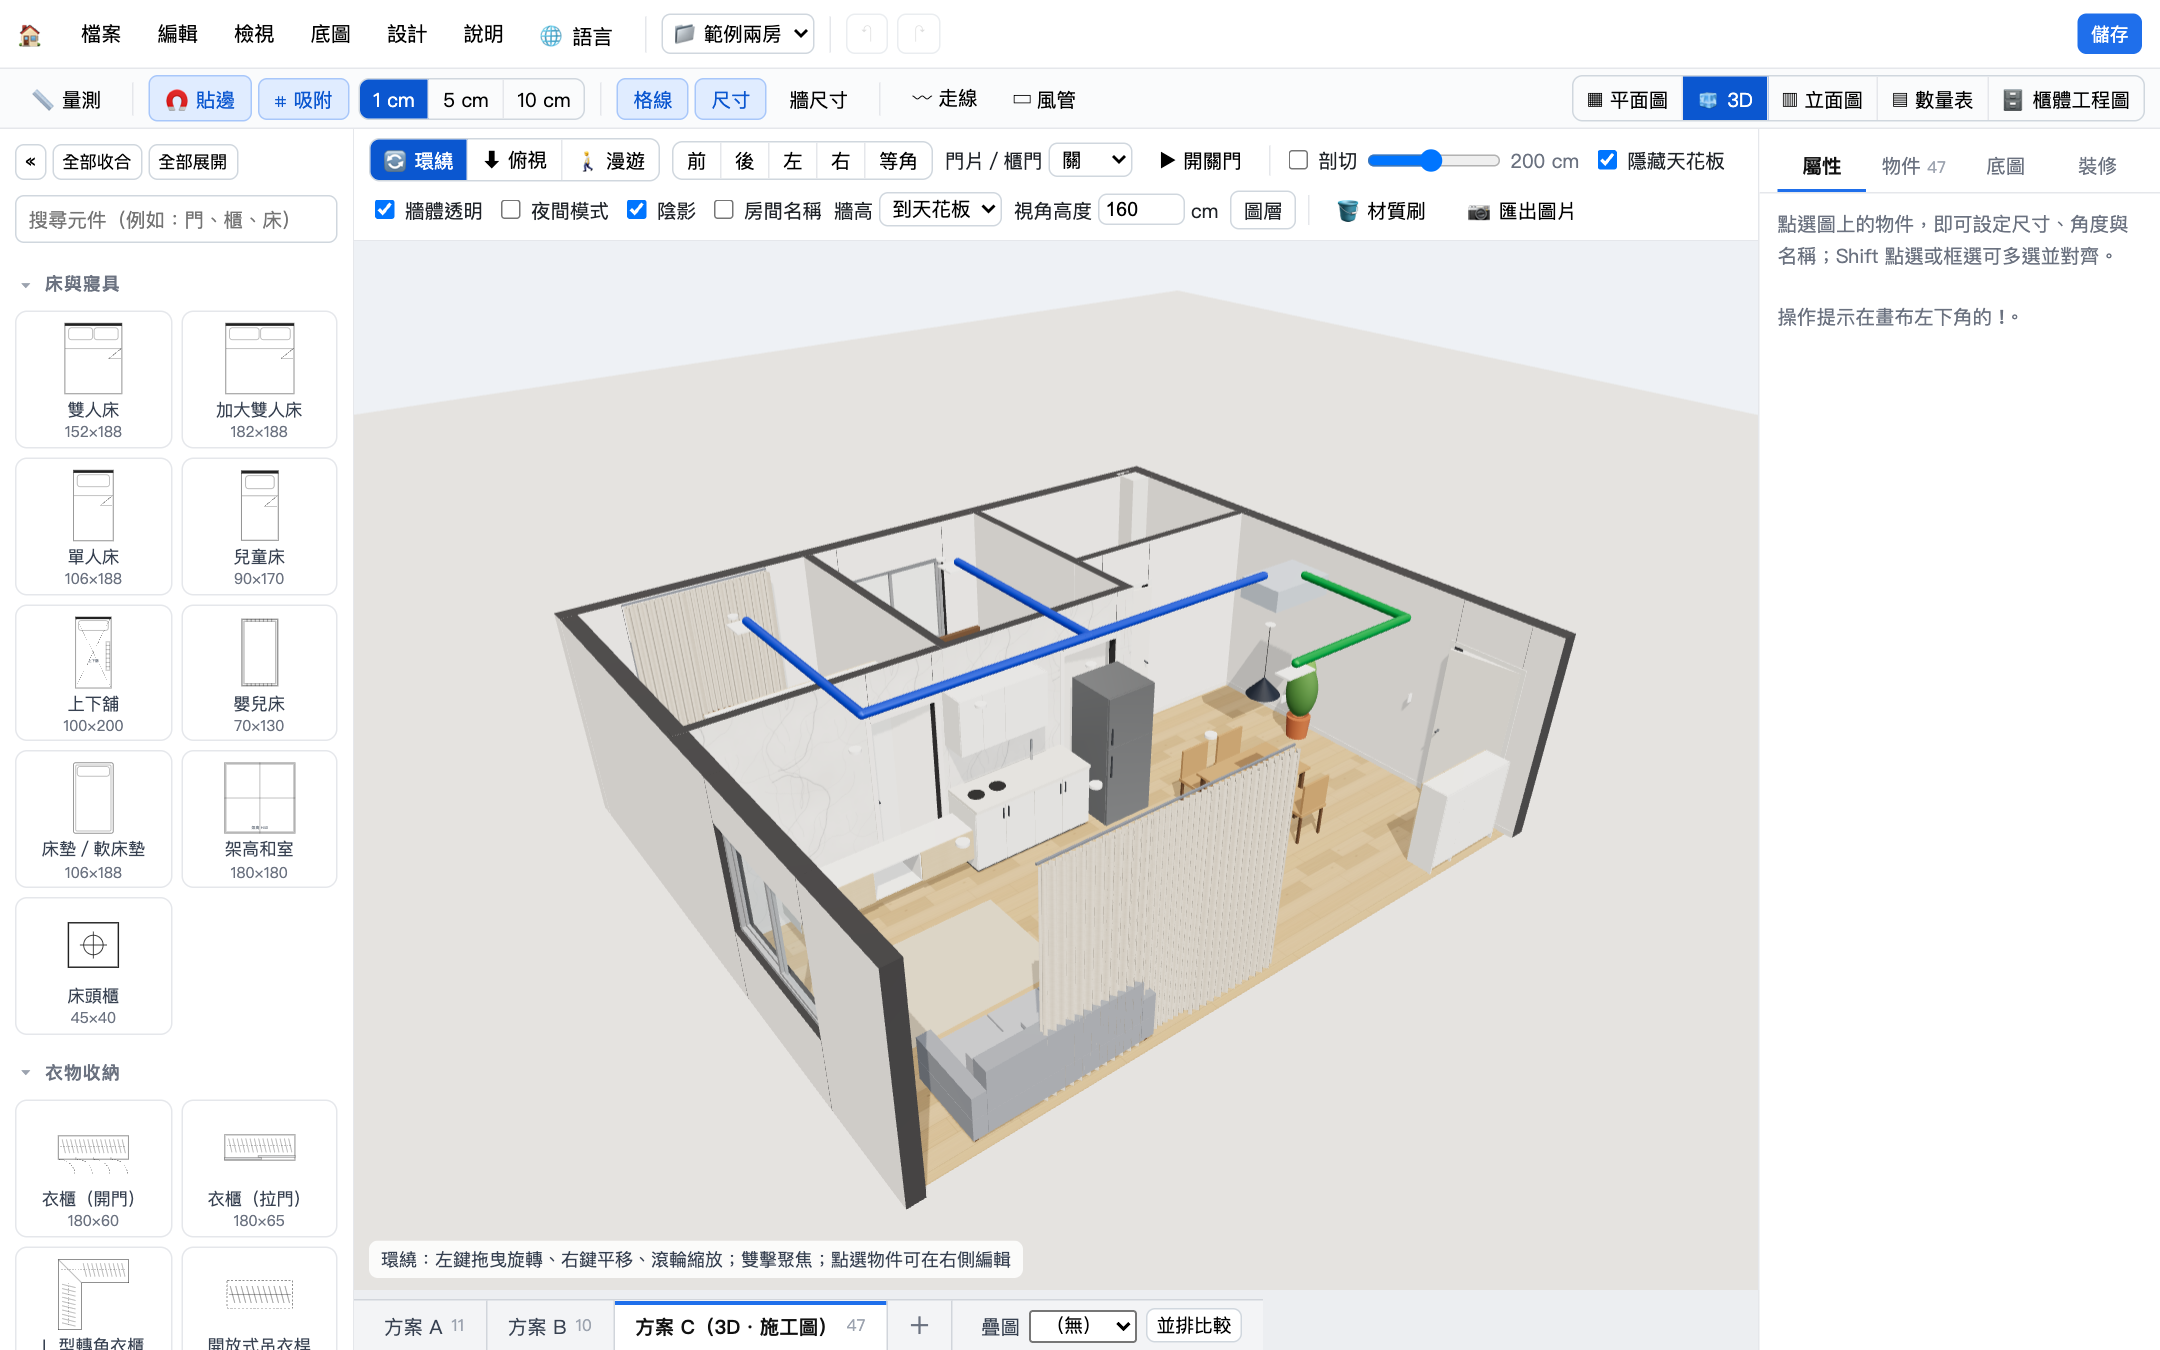 檔案 編輯 檢視 底圖 設計 說明 語言 範例兩房 儲存
量測 貼邊 # 吸附 1 cm 5 cm 10 cm 格線 尺寸 牆尺寸 走線 風管 平面圖 3D 立面圖 數量表 櫃體工程圖
« 全部收合 全部展開
搜尋元件（例如：門、櫃、床）
床與寢具
雙人床 加大雙人床
152×188 182×188
單人床 兒童床
106×188 90×170
上下舖 嬰兒床
100×200 70×130
床墊 / 軟床墊 架高和室
106×188 180×180
床頭櫃
45×40
衣物收納
衣櫃（開門） 衣櫃（拉門）
180×60 180×65
L 型轉角衣櫃 開放式吊衣桿
環繞 俯視 漫遊 前 後 左 右 等角 門片 / 櫃門 關 開關門 剖切 200 cm 隱藏天花板
牆體透明 夜間模式 陰影 房間名稱 牆高 到天花板 視角高度 160 cm 圖層 材質刷 匯出圖片
環繞：左鍵拖曳旋轉、右鍵平移、滾輪縮放；雙擊聚焦；點選物件可在右側編輯
方案 A 11 方案 B 10 方案 C（3D · 施工圖） 47 + 疊圖 （無） 並排比較
屬性 物件 47 底圖 裝修
點選圖上的物件，即可設定尺寸、角度與
名稱；Shift 點選或框選可多選並對齊。
操作提示在畫布左下角的 !。